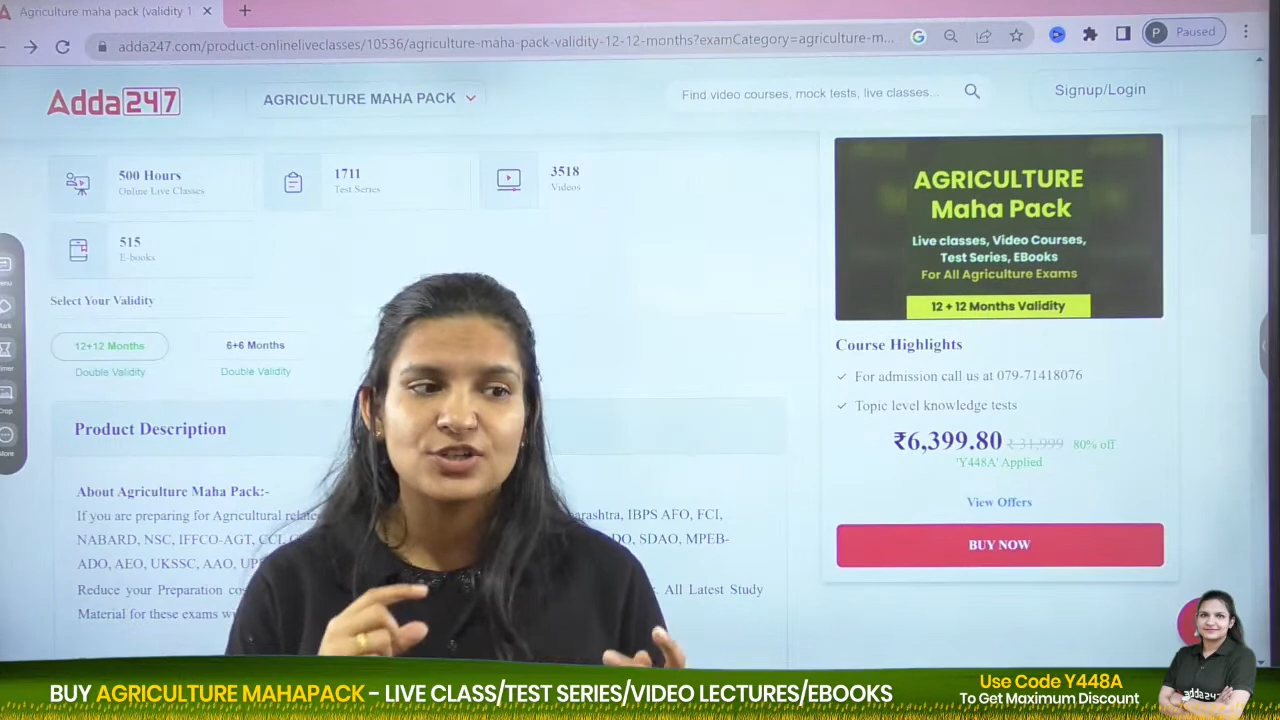 Agriculture maha pack (validity 1
adda247.com/product-onlineliveclasses/10536/agriculture-maha-pack-validity-12-12-months?examCategory=agriculture-m...
P Paused
Adda247
AGRICULTURE MAHA PACK
Find video courses, mock tests, live classes...
Signup/Login
500 Hours
Online Live Classes
1711
Test Series
3518
Videos
515
E-books
Select Your Validity
12+12 Months
Double Validity
6+6 Months
Double Validity
Product Description
About Agriculture Maha Pack:-
If you are preparing for Agricultural arashtra, IBPS AFO, FCI,
NABARD, NSC, IFFCO-AGT, CCI, DO, SDAO, MPEB-
ADO, AEO, UKSSC, AAO,
Reduce your Preparation All Latest Study
Material for these exams
AGRICULTURE
Maha Pack
Live classes, Video Courses,
Test Series, EBooks
For All Agriculture Exams
12 + 12 Months Validity
Course Highlights
✓ For admission call us at 079-71418076
✓ Topic level knowledge tests
₹6,399.80 ₹ 31,999 80% off
'Y448A' Applied
View Offers
BUY NOW
enu
Mark
imer
Crop
More
BUY AGRICULTURE MAHAPACK - LIVE CLASS/TEST SERIES/VIDEO LECTURES/EBOOKS
Use Code Y448A
To Get Maximum Discount
adda247